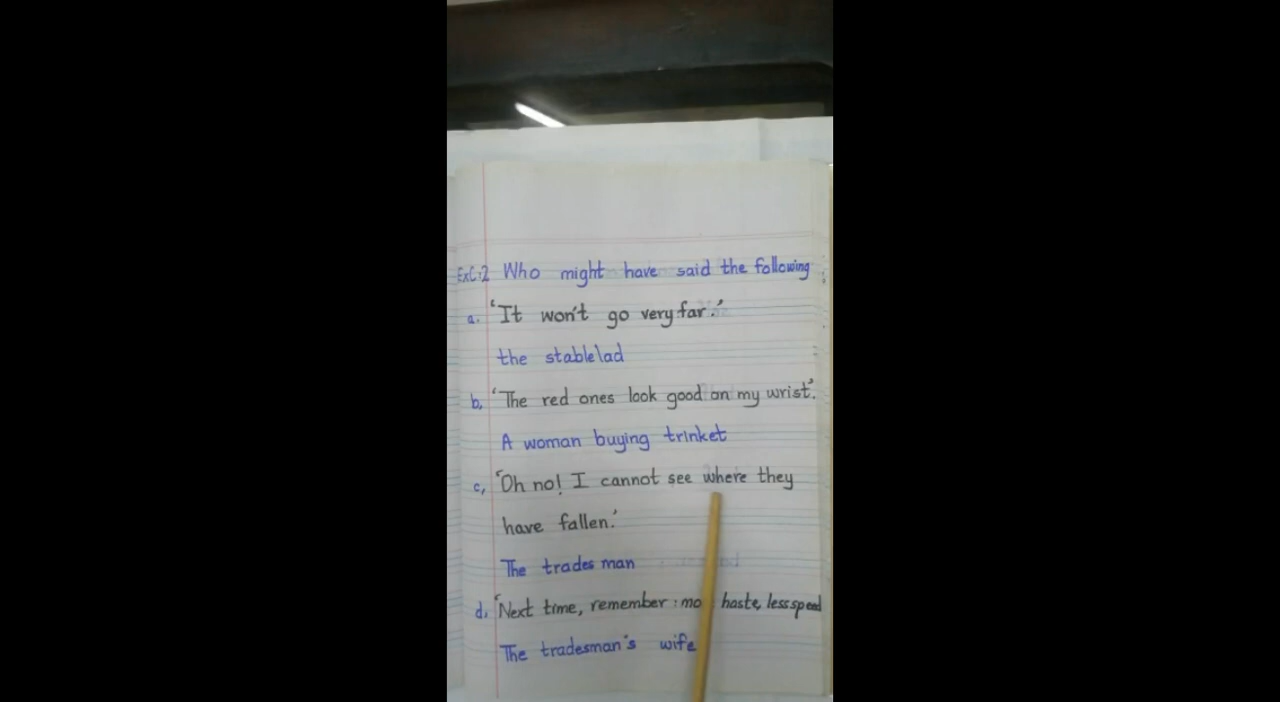 Exc:2 Who might have said the following:
a. 'It won't go very far.'
the stablelad
b, 'The red ones look good on my wrist'.
A woman buying trinket
c, 'Oh no! I cannot see where they
have fallen.'
The trades man
d, 'Next time, remember: haste, less speed
The tradesman's wife